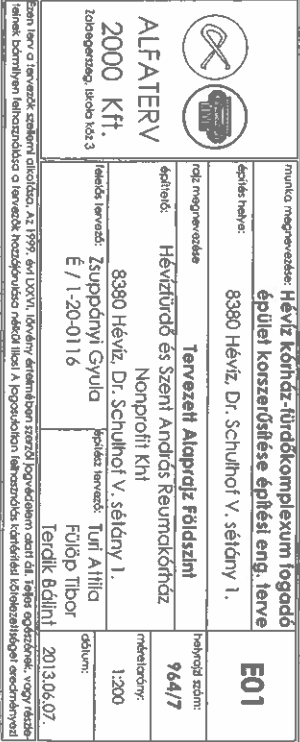 munka megnevezése: Hévíz kórház-fürdőkomplexum fogadó
épület korszerűsítése építési eng. terve
E01
építés helye: 8380 Hévíz, Dr. Schulhof V. sétány 1.
helyrajzi szám:
964/7
rajz megnevezése
Tervezett Alaprajz Földszint
építtető: Hévízfürdő és Szent András Reumakórház
Nonprofit Kht
8380 Hévíz, Dr. Schulhof V. sétány 1.
méretarány:
1:200
ALFATERV
2000 Kft.
Zalaegerszeg, Iskola köz 3
felelős tervező: Zsuppányi Gyula
É / 1-20-0116
építész tervező: Turi Attila
Fülöp Tibor
Terdik Bálint
dátum:
2013.06.07.
Ezen terv a tervezők szellemi alkotása. Az 1999. évi LXXVI. törvény értelmében szerzői jogvédelem alatt áll. Teljes egészének, vagy részle-
teinek bármilyen felhasználása a tervezők hozzájárulása nélkül tilos! A jogosulatlan felhasználás kártérítési kötelezettséget eredményez!